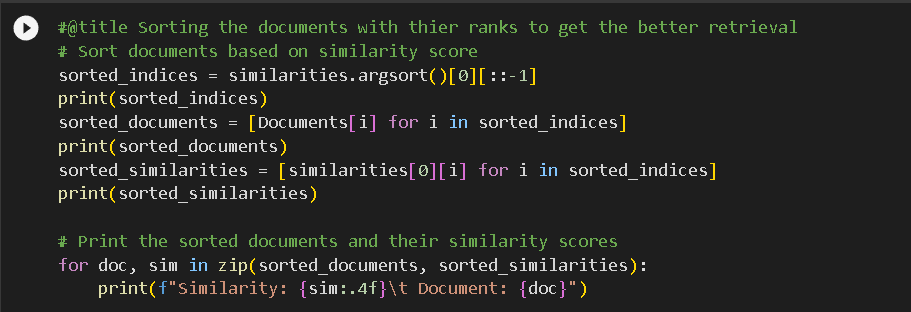 #@title Sorting the documents with thier ranks to get the better retrieval
# Sort documents based on similarity score
sorted_indices = similarities.argsort()[0][::-1]
print(sorted_indices)
sorted_documents = [Documents[i] for i in sorted_indices]
print(sorted_documents)
sorted_similarities = [similarities[0][i] for i in sorted_indices]
print(sorted_similarities)

# Print the sorted documents and their similarity scores
for doc, sim in zip(sorted_documents, sorted_similarities):
    print(f"Similarity: {sim:.4f}\t Document: {doc}")